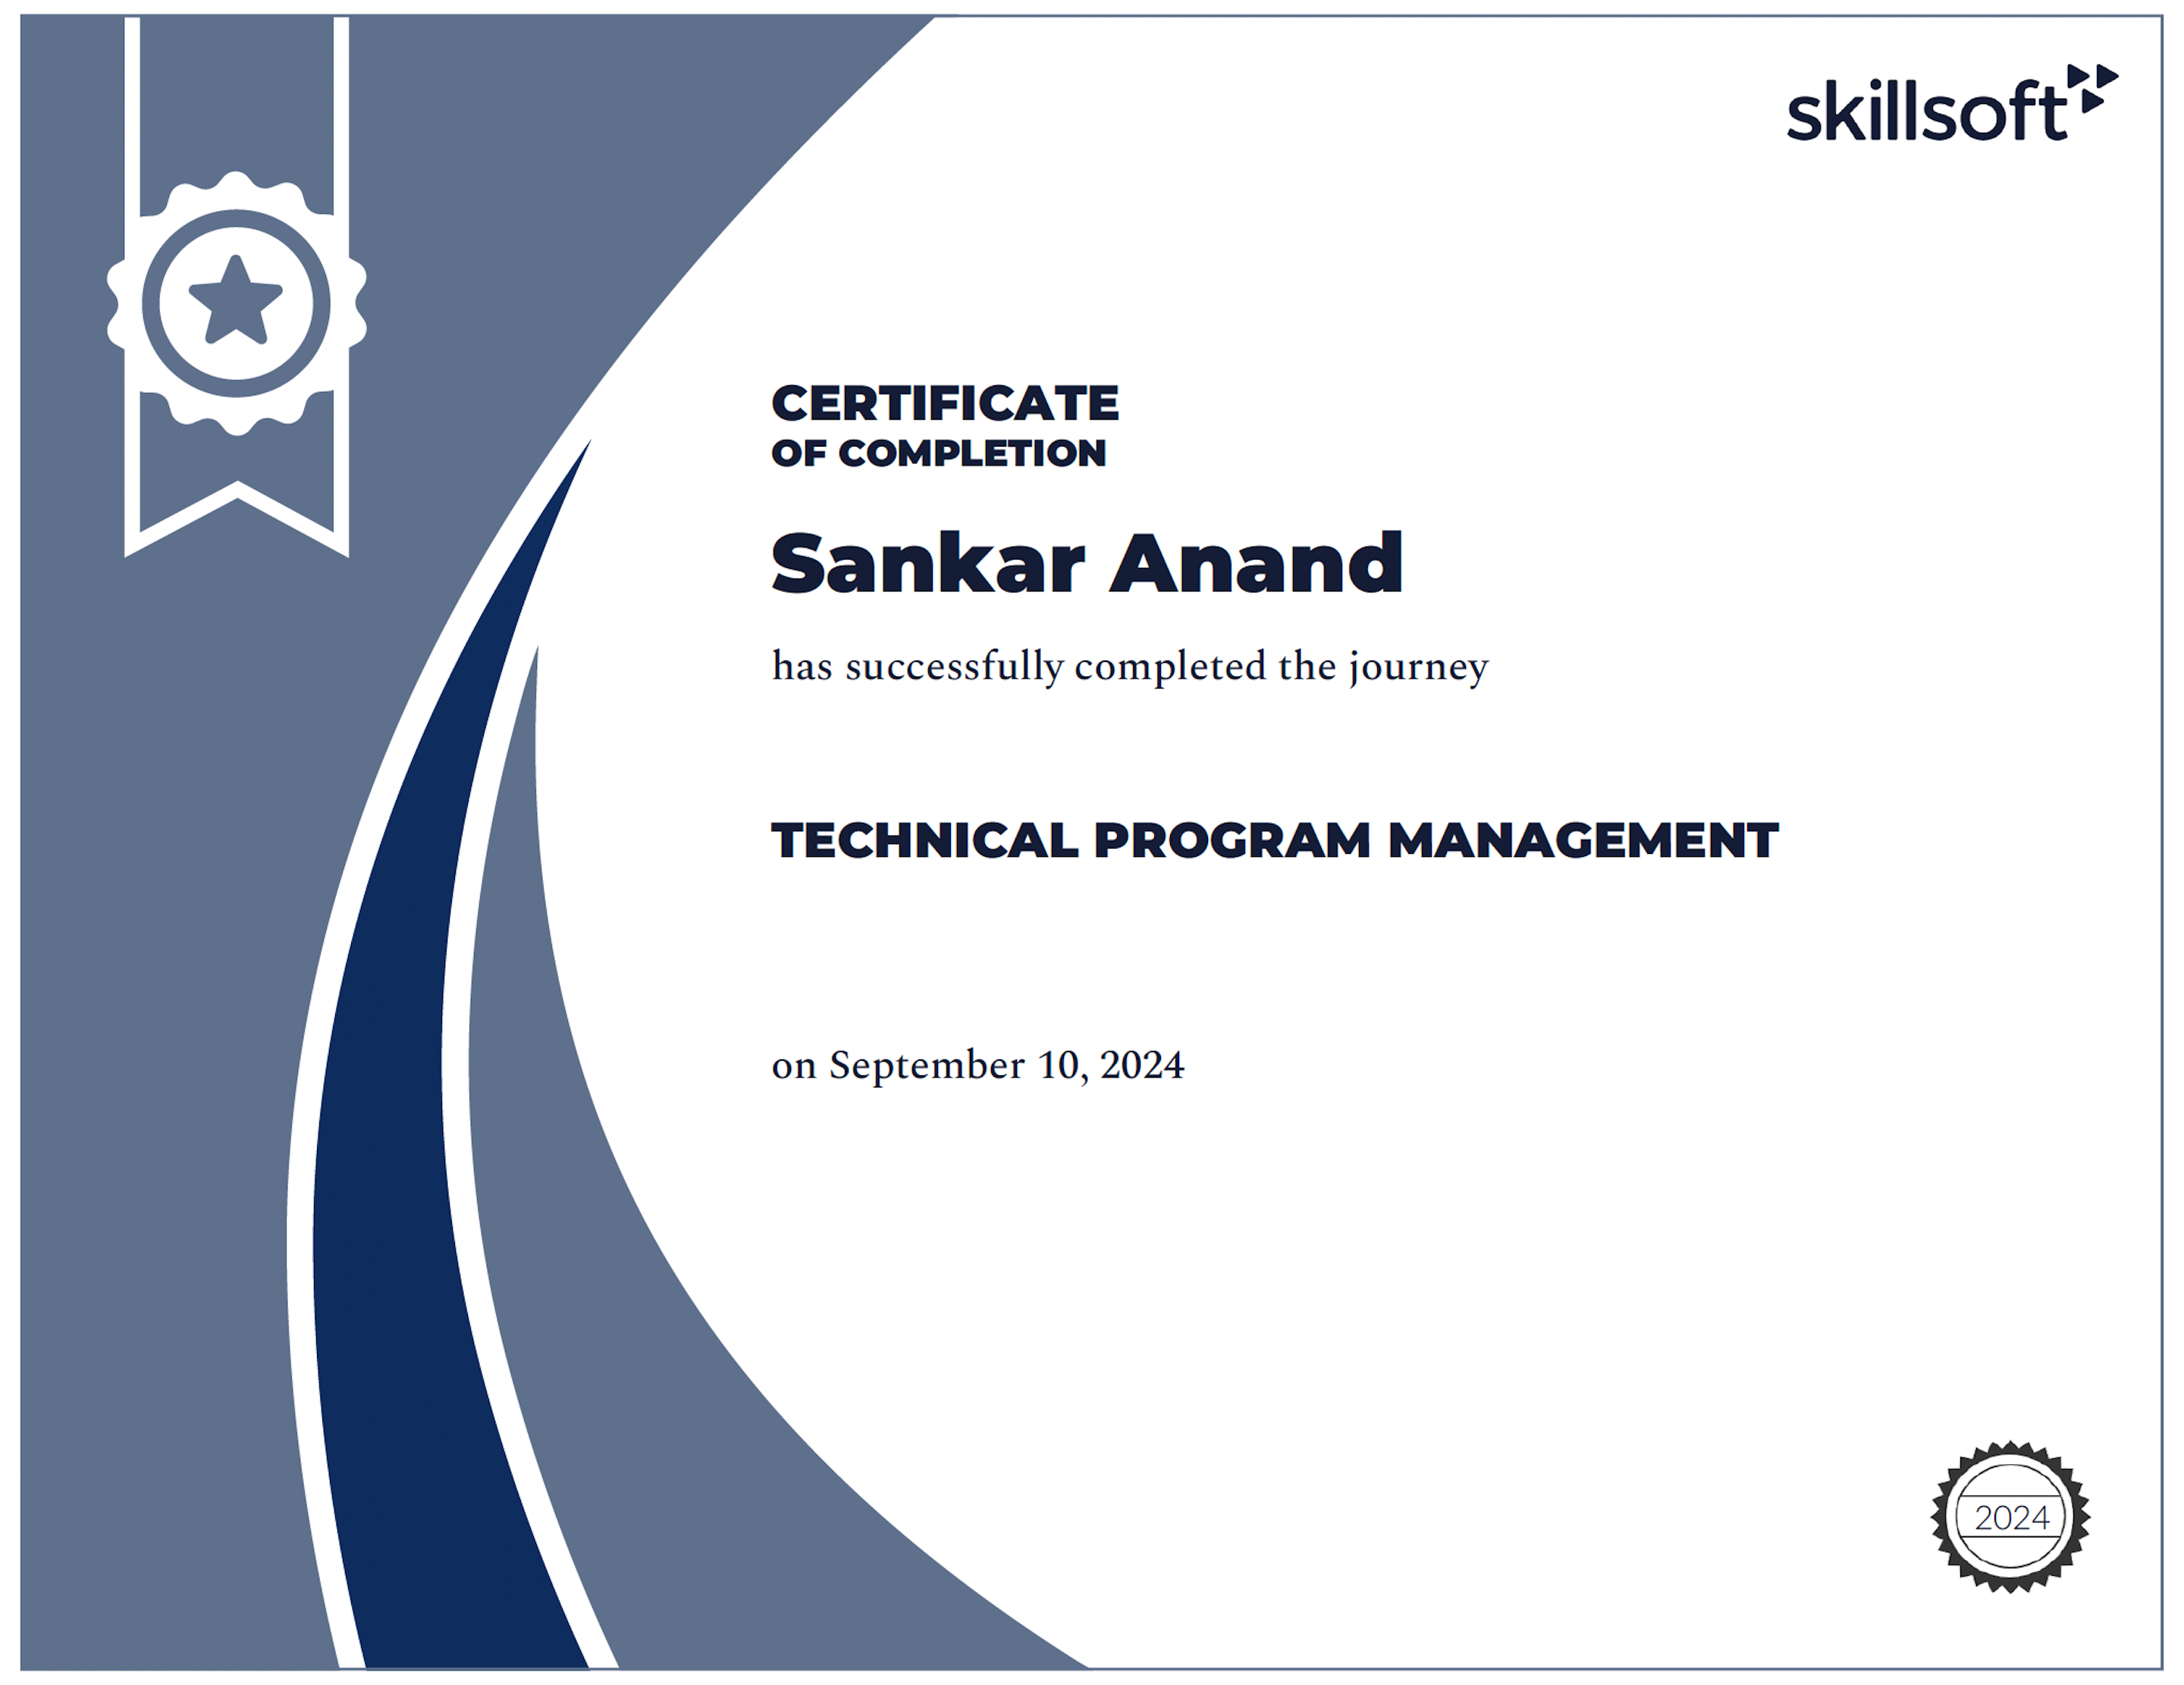 skillsoft
CERTIFICATE
OF COMPLETION
Sankar Anand
has successfully completed the journey
TECHNICAL PROGRAM MANAGEMENT
on September 10, 2024
2024